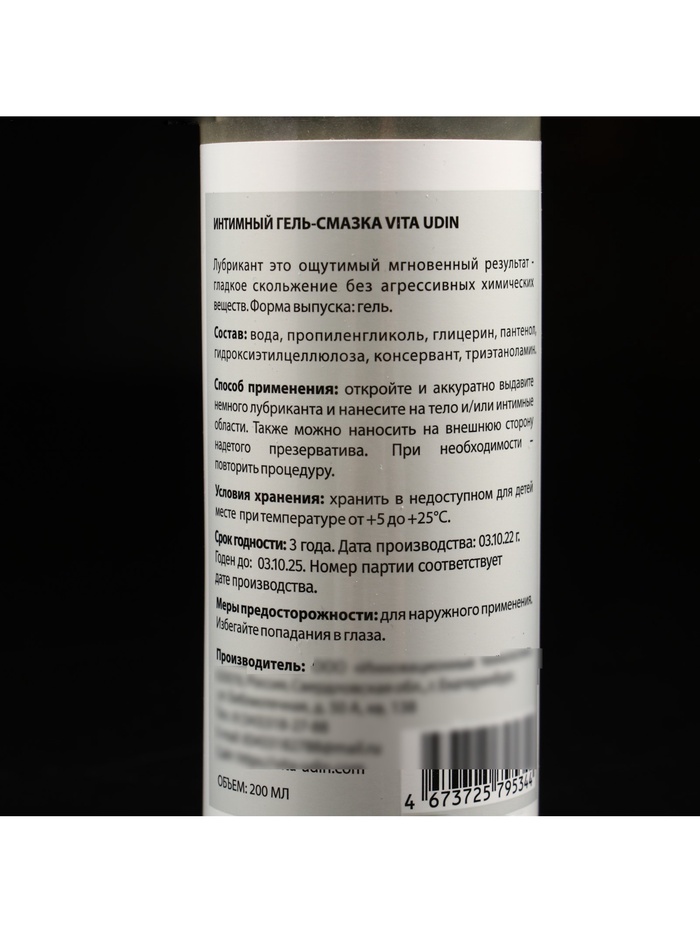 ИНТИМНЫЙ ГЕЛЬ-СМАЗКА VITA UDIN
Лубрикант это ощутимый мгновенный результат -
гладкое скольжение без агрессивных химических
веществ. Форма выпуска: гель.
Состав: вода, пропиленгликоль, глицерин, пантенол,
гидроксиэтилцеллюлоза, консервант, триэтаноламин.
Способ применения: откройте и аккуратно выдавите
немного лубриканта и нанесите на тело и/или интимные
области. Также можно наносить на внешнюю сторону
надетого презерватива. При необходимости -
повторить процедуру.
Условия хранения: хранить в недоступном для детей
месте при температуре от +5 до +25°С.
Срок годности: 3 года. Дата производства: 03.10.22 г.
Годен до: 03.10.25. Номер партии соответствует
дате производства.
Меры предосторожности: для наружного применения.
Избегайте попадания в глаза.
Производитель:
ОБЪЕМ: 200 МЛ
4 673725 795344